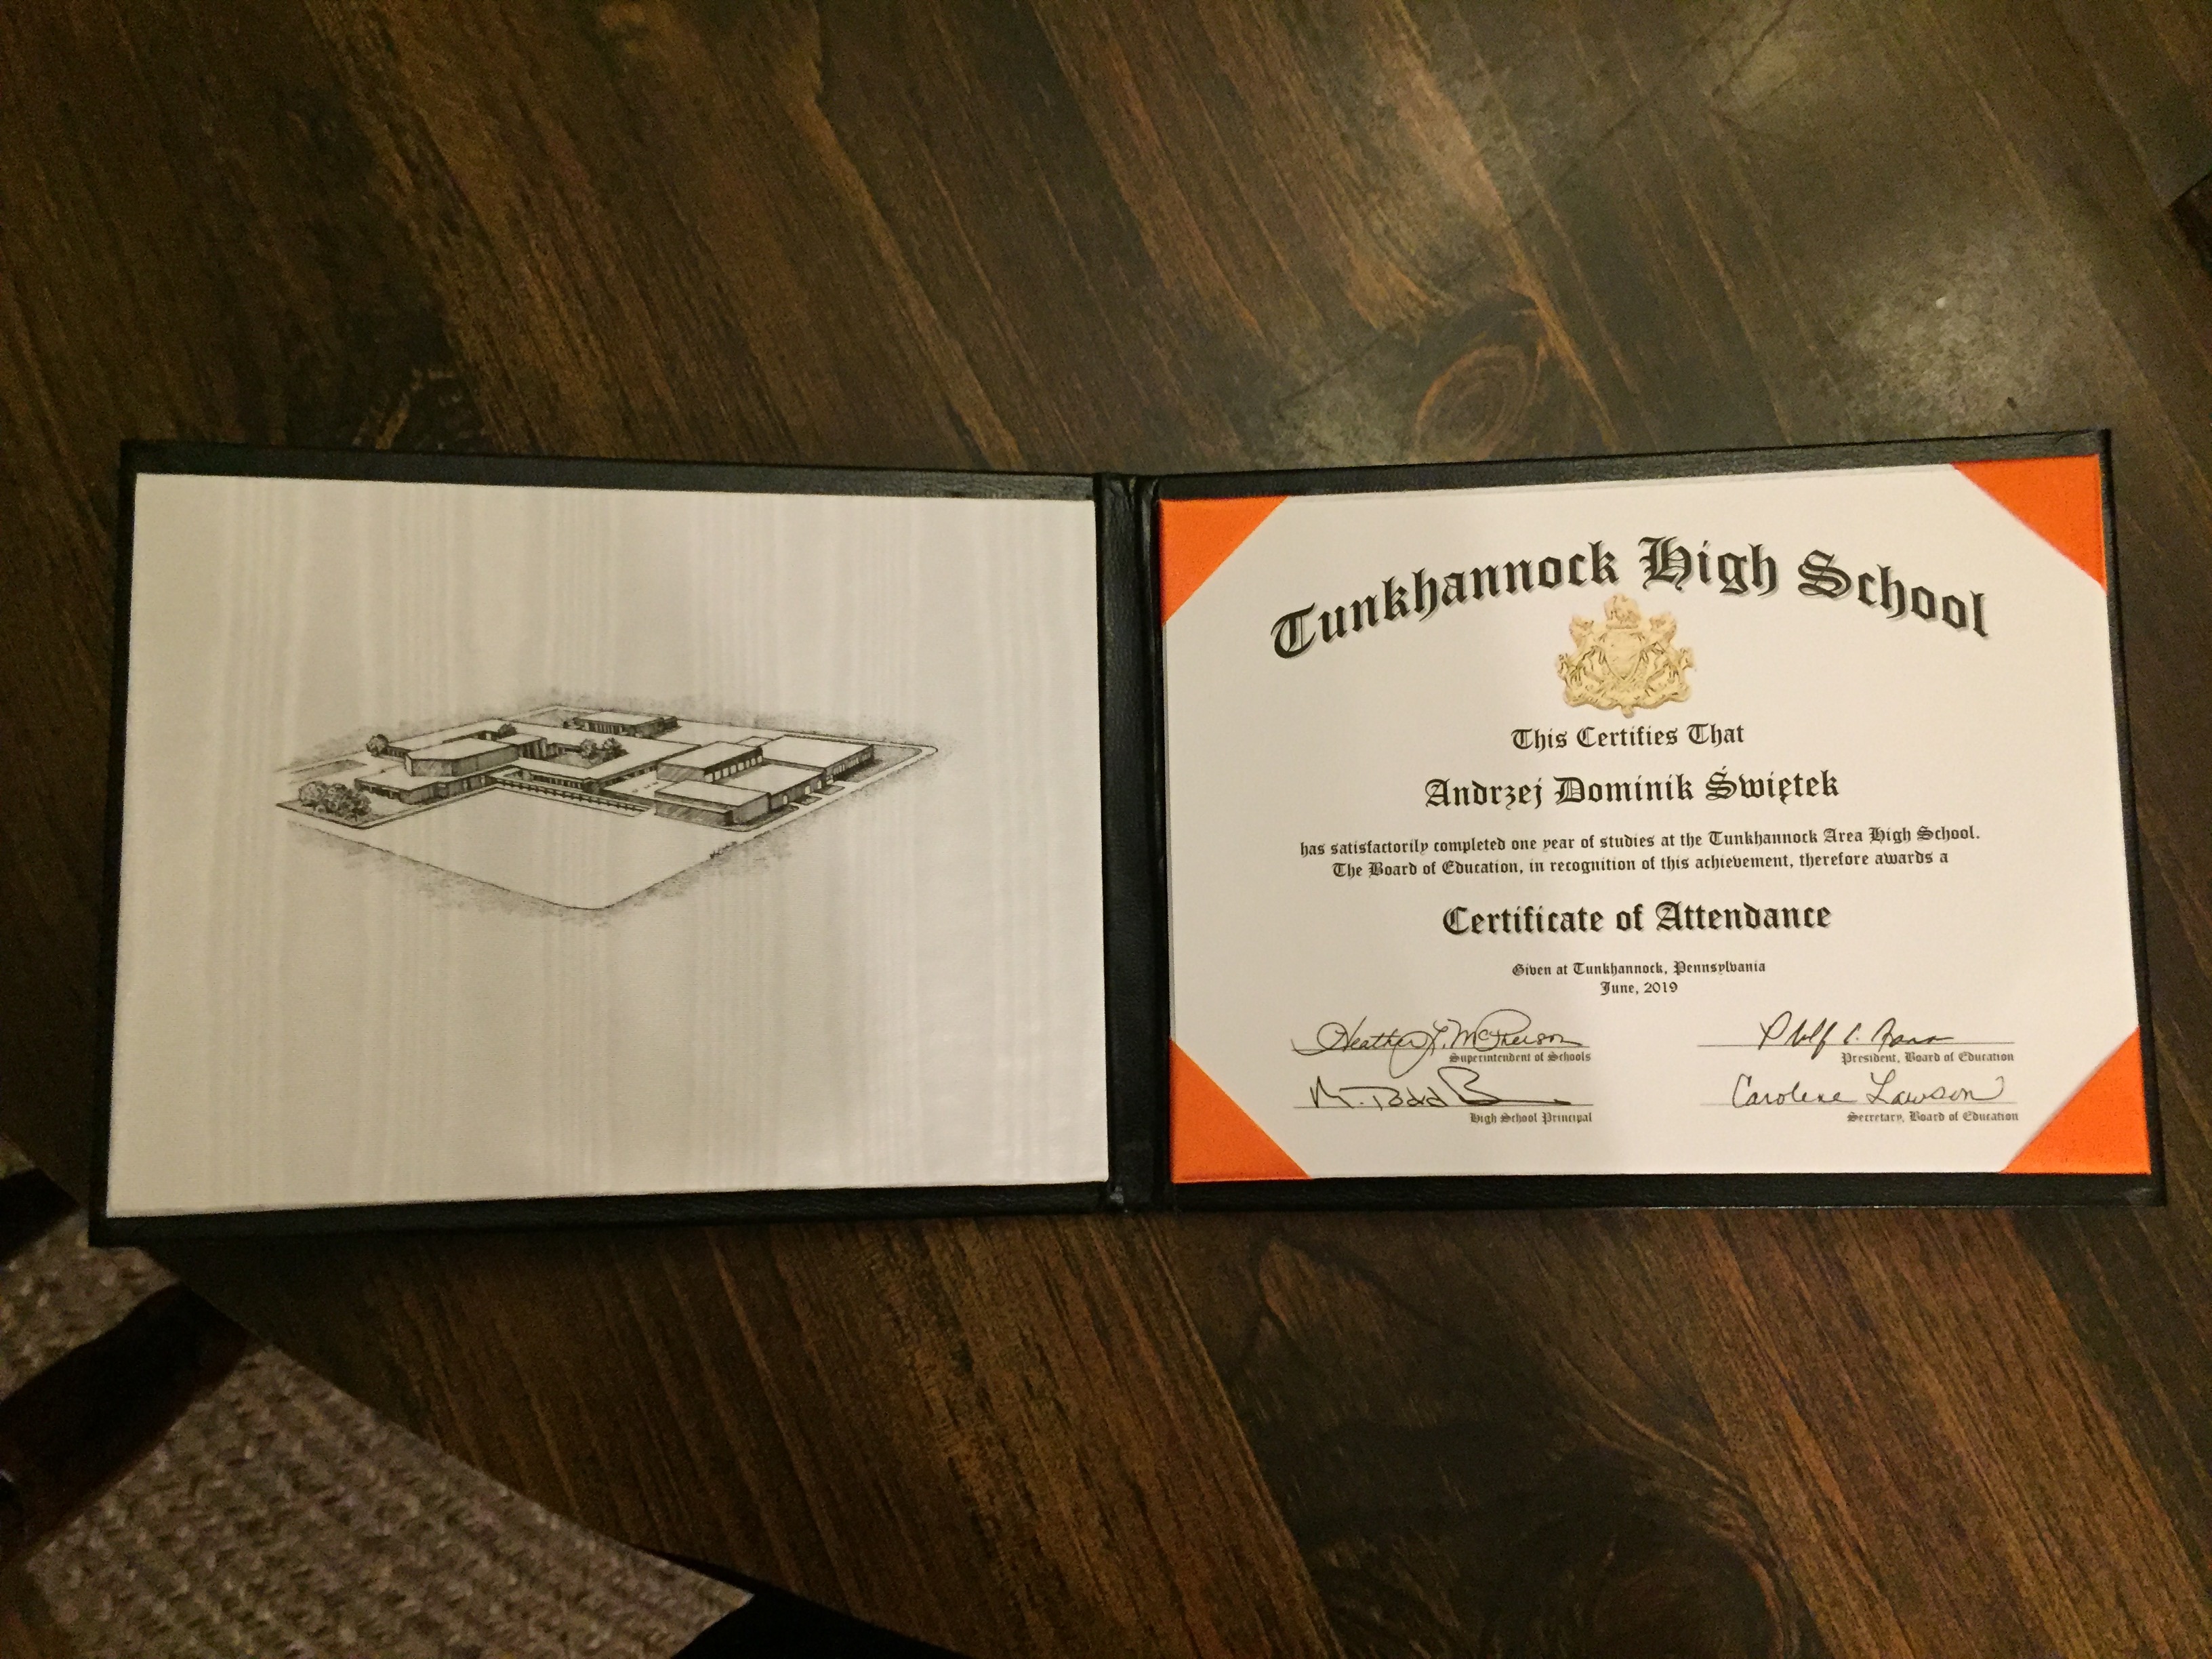 Tunkhannock High School
This Certifies That
Andrzej Dominik Świętek
has satisfactorily completed one year of studies at the Tunkhannock Area High School.
The Board of Education, in recognition of this achievement, therefore awards a
Certificate of Attendance
Given at Tunkhannock, Pennsylvania
June, 2019
Heather L. McPherson
Superintendent of Schools
President, Board of Education
M. Todd
High School Principal
Carolene Lawson
Secretary, Board of Education